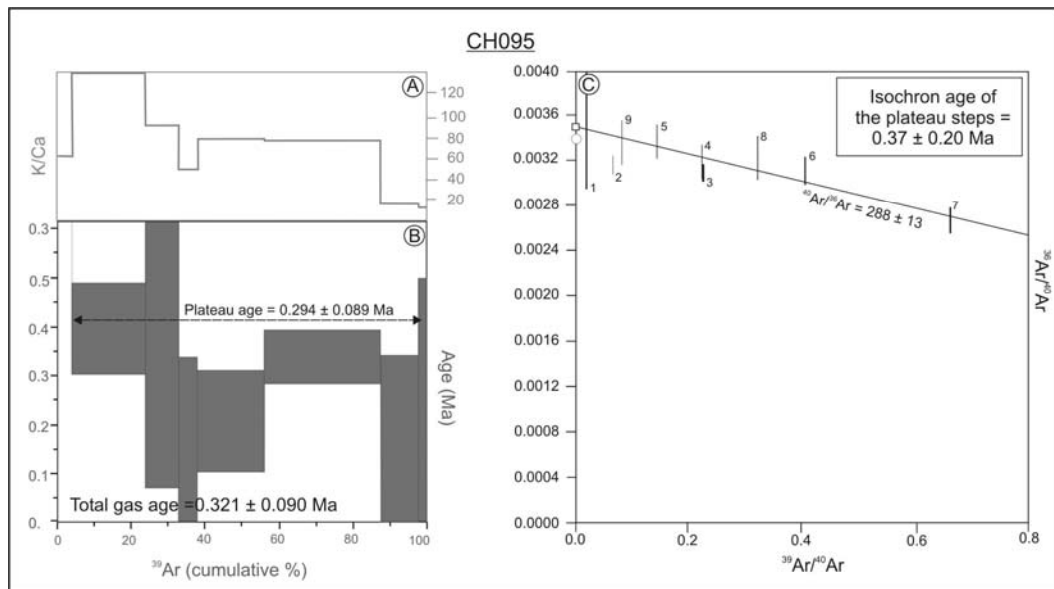 CH095
A
K/Ca
120
100
80
60
40
20
B
0.3
0.5
0.4
0.3
0.2
0.1
0.
Plateau age = 0.294 ± 0.089 Ma
Total gas age =0.321 ± 0.090 Ma
Age (Ma)
0 20 40 60 80 100
³⁹Ar (cumulative %)
C
Isochron age of
the plateau steps =
0.37 ± 0.20 Ma
0.0040
0.0036
0.0032
0.0028
0.0024
0.0020
0.0016
0.0012
0.0008
0.0004
0.0000
1
2
9
5
4
3
8
6
7
⁴⁰Ar/³⁶Ar = 288 ± 13
³⁶Ar/⁴⁰Ar
0.0 0.2 0.4 0.6 0.8
³⁹Ar/⁴⁰Ar